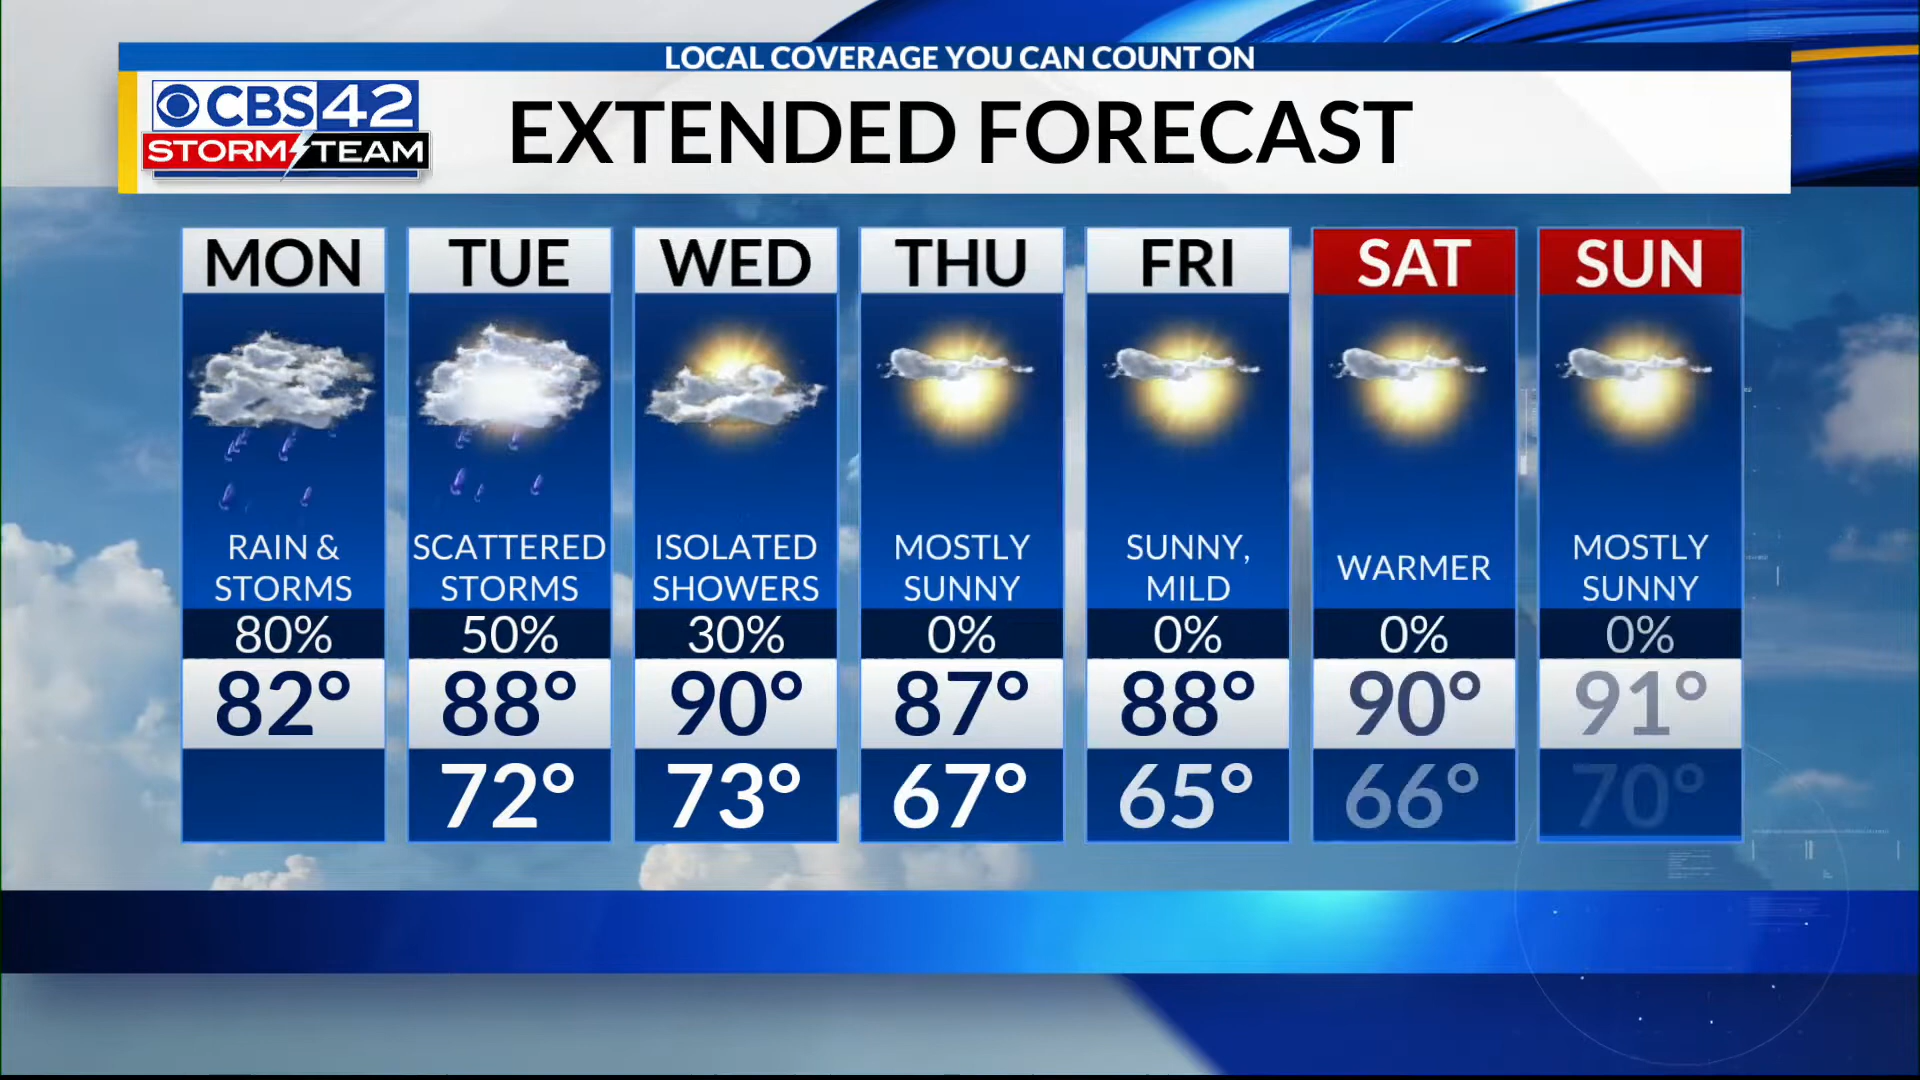 LOCAL COVERAGE YOU CAN COUNT ON
CBS 42
STORM TEAM
EXTENDED FORECAST
MON TUE WED THU FRI SAT SUN
RAIN & SCATTERED ISOLATED MOSTLY SUNNY, WARMER MOSTLY
STORMS STORMS SHOWERS SUNNY MILD SUNNY
80% 50% 30% 0% 0% 0% 0%
82° 88° 90° 87° 88° 90° 91°
72° 73° 67° 65° 66° 70°